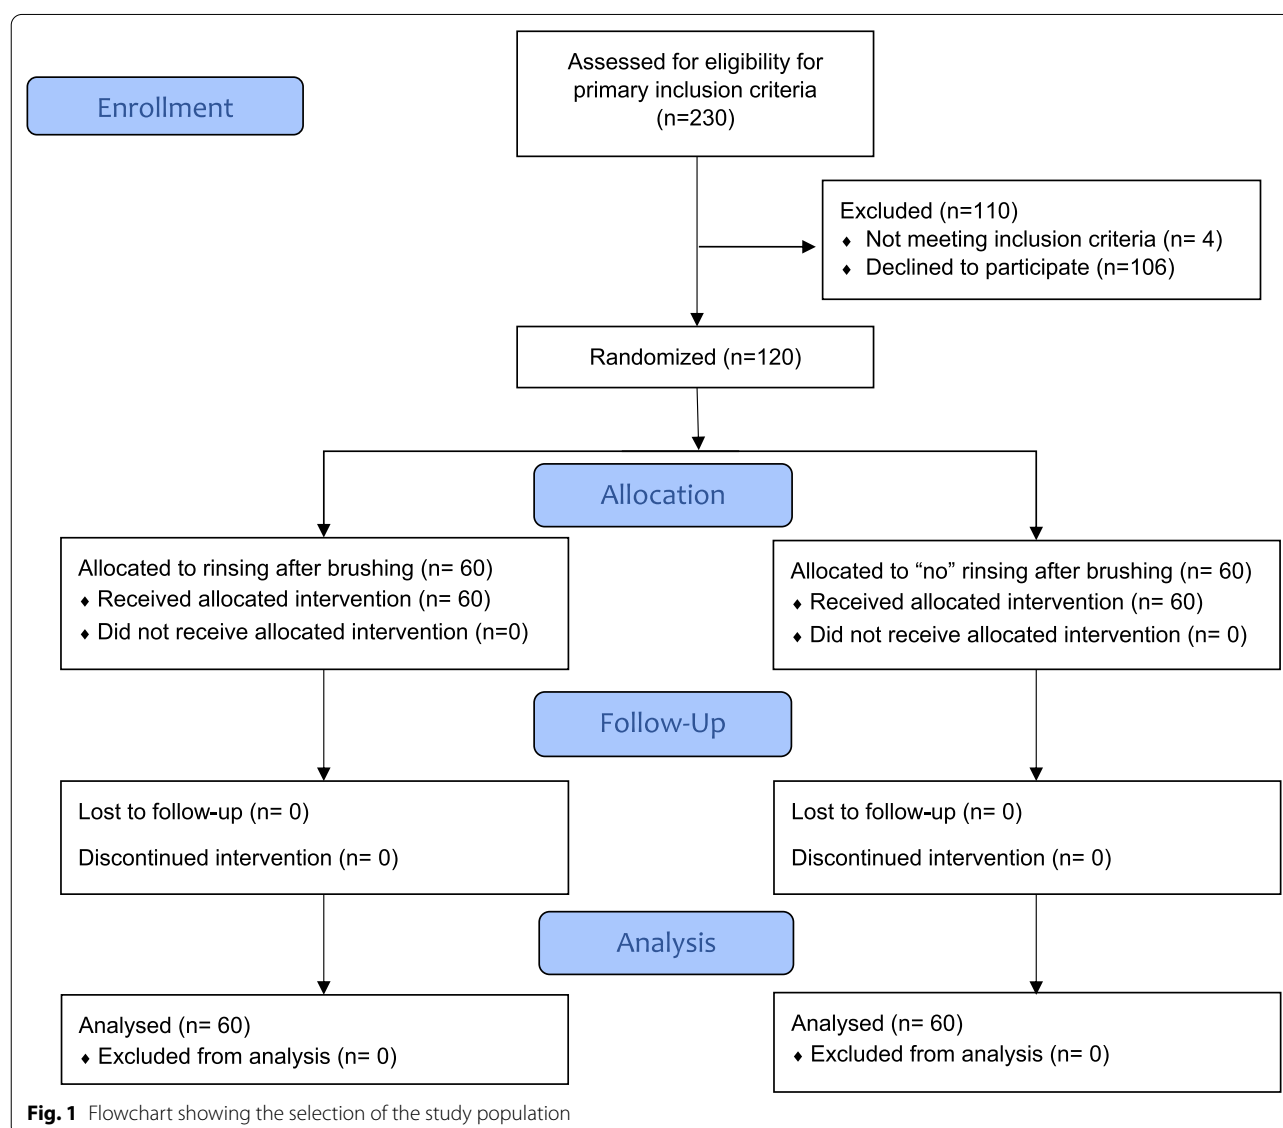 Enrollment
Assessed for eligibility for
primary inclusion criteria
(n=230)
Excluded (n=110)
♦ Not meeting inclusion criteria (n= 4)
♦ Declined to participate (n=106)
Randomized (n=120)
Allocation
Allocated to rinsing after brushing (n= 60)
♦ Received allocated intervention (n= 60)
♦ Did not receive allocated intervention (n=0)
Allocated to “no” rinsing after brushing (n= 60)
♦ Received allocated intervention (n= 60)
♦ Did not receive allocated intervention (n= 0)
Follow-Up
Lost to follow-up (n= 0)
Discontinued intervention (n= 0)
Lost to follow-up (n= 0)
Discontinued intervention (n= 0)
Analysis
Analysed (n= 60)
♦ Excluded from analysis (n= 0)
Analysed (n= 60)
♦ Excluded from analysis (n= 0)
Fig. 1 Flowchart showing the selection of the study population